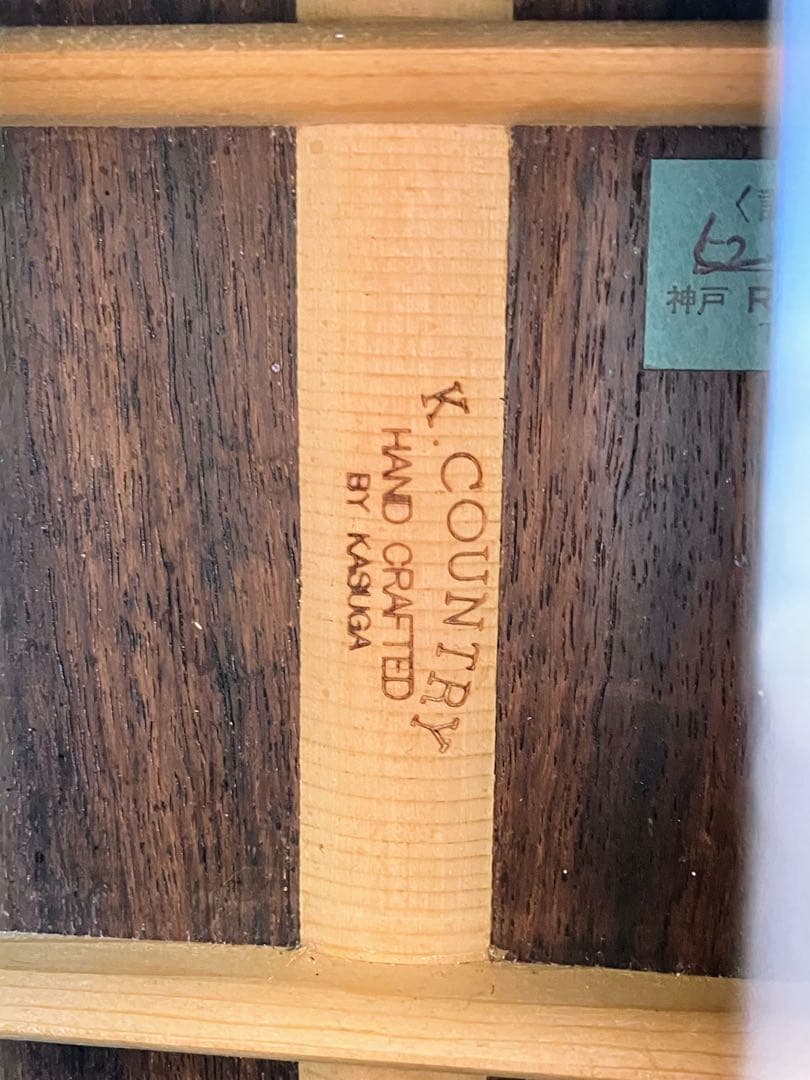 K. COUNTRY
HAND CRAFTED
BY KASUGA
神戸 R